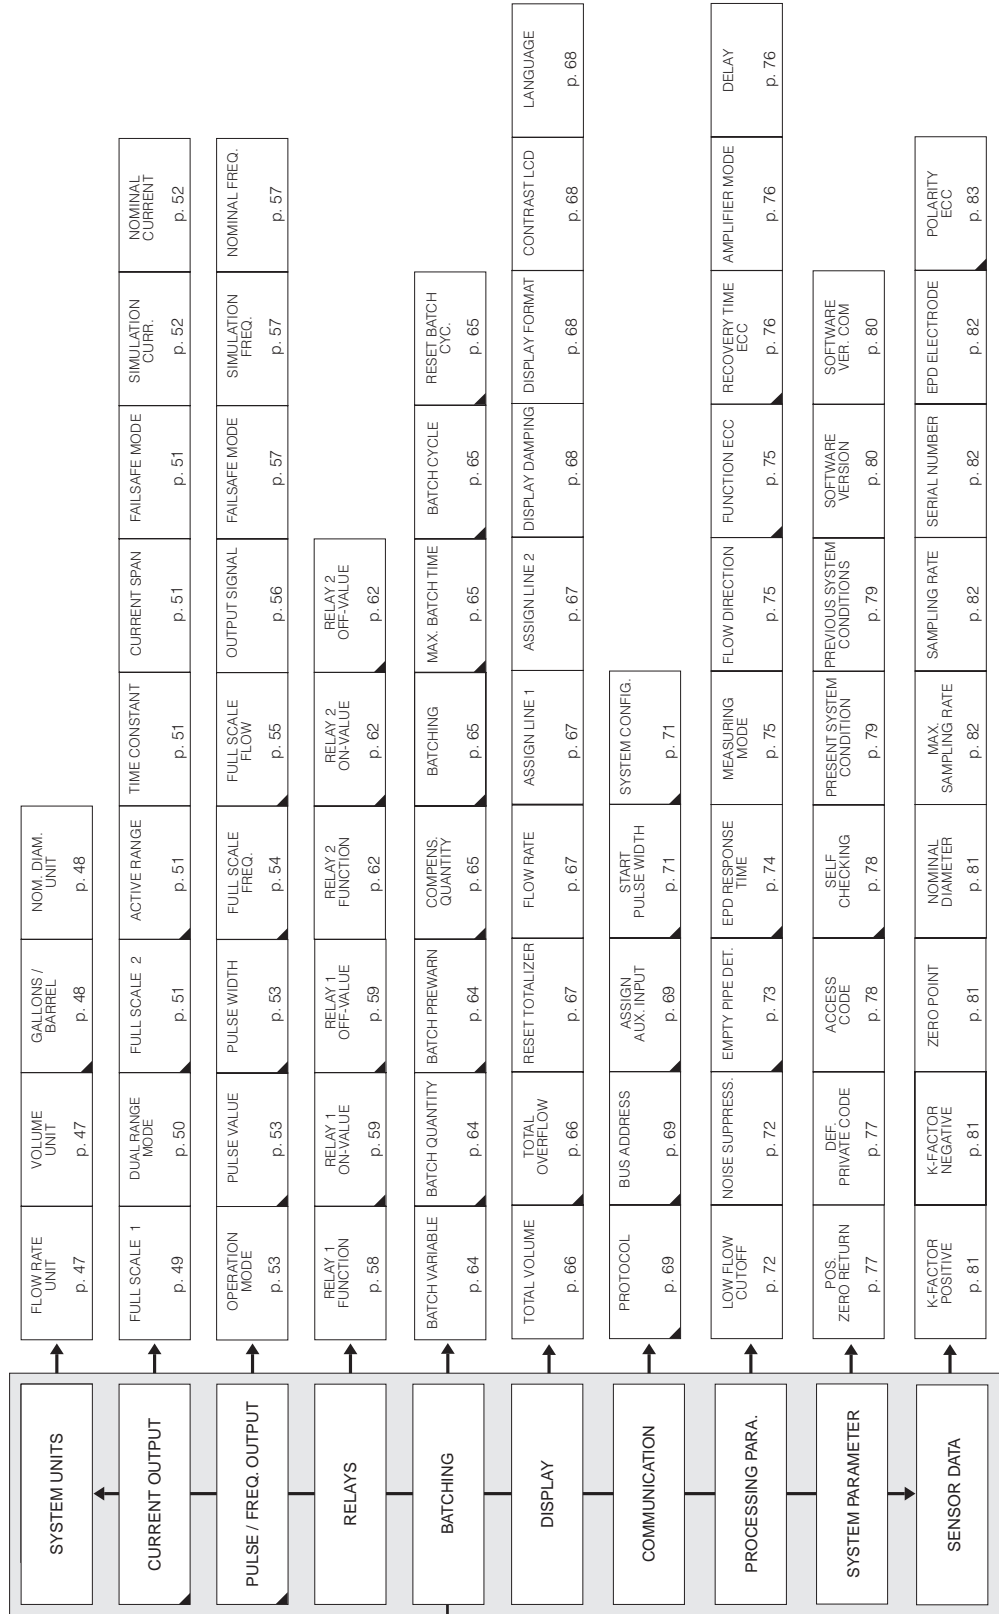 SYSTEM UNITS
FLOW RATE
UNIT
p. 47
VOLUME
UNIT
p. 47
GALLONS /
BARREL
p. 48
NOM. DIAM.
UNIT
p. 48
CURRENT OUTPUT
FULL SCALE 1
p. 49
DUAL RANGE
MODE
p. 50
FULL SCALE 2
p. 51
ACTIVE RANGE
p. 51
TIME CONSTANT
p. 51
CURRENT SPAN
p. 51
FAILSAFE MODE
p. 51
SIMULATION
CURR.
p. 52
NOMINAL
CURRENT
p. 52
PULSE / FREQ. OUTPUT
OPERATION
MODE
p. 53
PULSE VALUE
p. 53
PULSE WIDTH
p. 53
FULL SCALE
FREQ.
p. 54
FULL SCALE
FLOW
p. 55
OUTPUT SIGNAL
p. 56
FAILSAFE MODE
p. 57
SIMULATION
FREQ.
p. 57
NOMINAL FREQ.
p. 57
RELAYS
RELAY 1
FUNCTION
p. 58
RELAY 1
ON-VALUE
p. 59
RELAY 1
OFF-VALUE
p. 59
RELAY 2
FUNCTION
p. 62
RELAY 2
ON-VALUE
p. 62
RELAY 2
OFF-VALUE
p. 62
BATCHING
BATCH VARIABLE
p. 64
BATCH QUANTITY
p. 64
BATCH PREWARN
p. 64
COMPENS.
QUANTITY
p. 65
BATCHING
p. 65
MAX. BATCH TIME
p. 65
BATCH CYCLE
p. 65
RESET BATCH
CYC.
p. 65
DISPLAY
TOTAL VOLUME
p. 66
TOTAL
OVERFLOW
p. 66
RESET TOTALIZER
p. 67
FLOW RATE
p. 67
ASSIGN LINE 1
p. 67
ASSIGN LINE 2
p. 67
DISPLAY DAMPING
p. 68
DISPLAY FORMAT
p. 68
CONTRAST LCD
p. 68
LANGUAGE
p. 68
COMMUNICATION
PROTOCOL
p. 69
BUS ADDRESS
p. 69
ASSIGN
AUX. INPUT
p. 69
START
PULSE WIDTH
p. 71
SYSTEM CONFIG.
p. 71
PROCESSING PARA.
LOW FLOW
CUTOFF
p. 72
NOISE SUPPRESS.
p. 72
EMPTY PIPE DET.
p. 73
EPD RESPONSE
TIME
p. 74
MEASURING
MODE
p. 75
FLOW DIRECTION
p. 75
FUNCTION ECC
p. 75
RECOVERY TIME
ECC
p. 76
AMPLIFIER MODE
p. 76
DELAY
p. 76
SYSTEM PARAMETER
POS.
ZERO RETURN
p. 77
DEF.
PRIVATE CODE
p. 77
ACCESS
CODE
p. 78
SELF
CHECKING
p. 78
PRESENT SYSTEM
CONDITION
p. 79
PREVIOUS SYSTEM
CONDITIONS
p. 79
SOFTWARE
VERSION
p. 80
SOFTWARE
VER. COM
p. 80
SENSOR DATA
K-FACTOR
POSITIVE
p. 81
K-FACTOR
NEGATIVE
p. 81
ZERO POINT
p. 81
NOMINAL
DIAMETER
p. 81
MAX.
SAMPLING RATE
p. 82
SAMPLING RATE
p. 82
SERIAL NUMBER
p. 82
EPD ELECTRODE
p. 82
POLARITY
ECC
p. 83